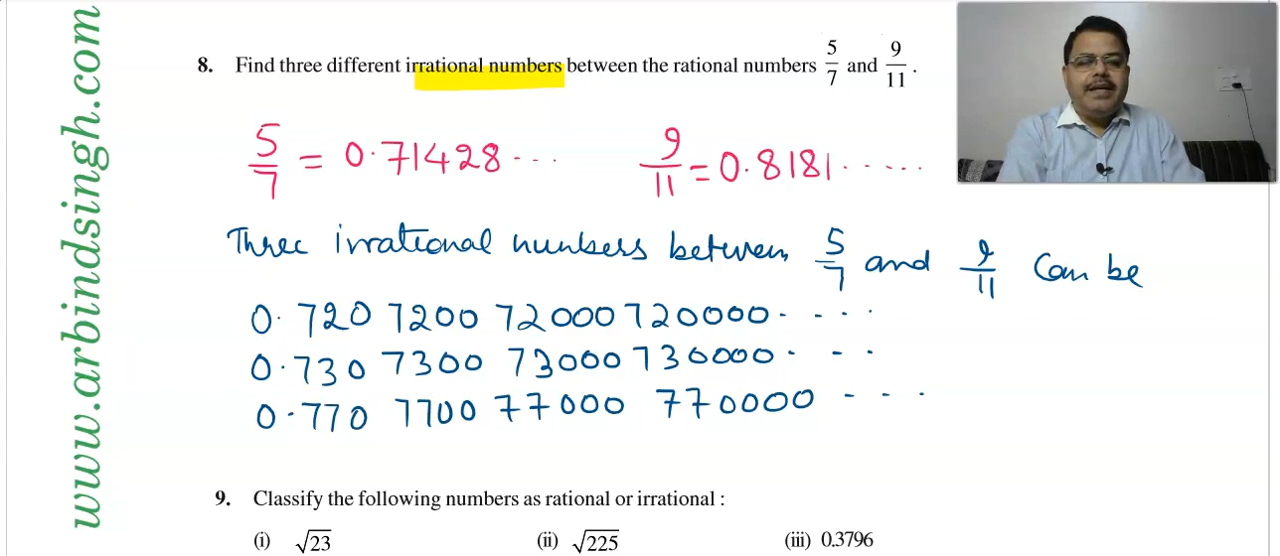 www.arbindsingh.com
8. Find three different irrational numbers between the rational numbers 5/7 and 9/11.
5/7 = 0.71428... 9/11 = 0.8181.....
Three irrational numbers between 5/7 and 9/11 can be
0.720 7200 72000 720000.....
0.730 7300 73000 730000....
0.770 7700 77000 770000 ...
9. Classify the following numbers as rational or irrational :
(i) √23 (ii) √225 (iii) 0.3796